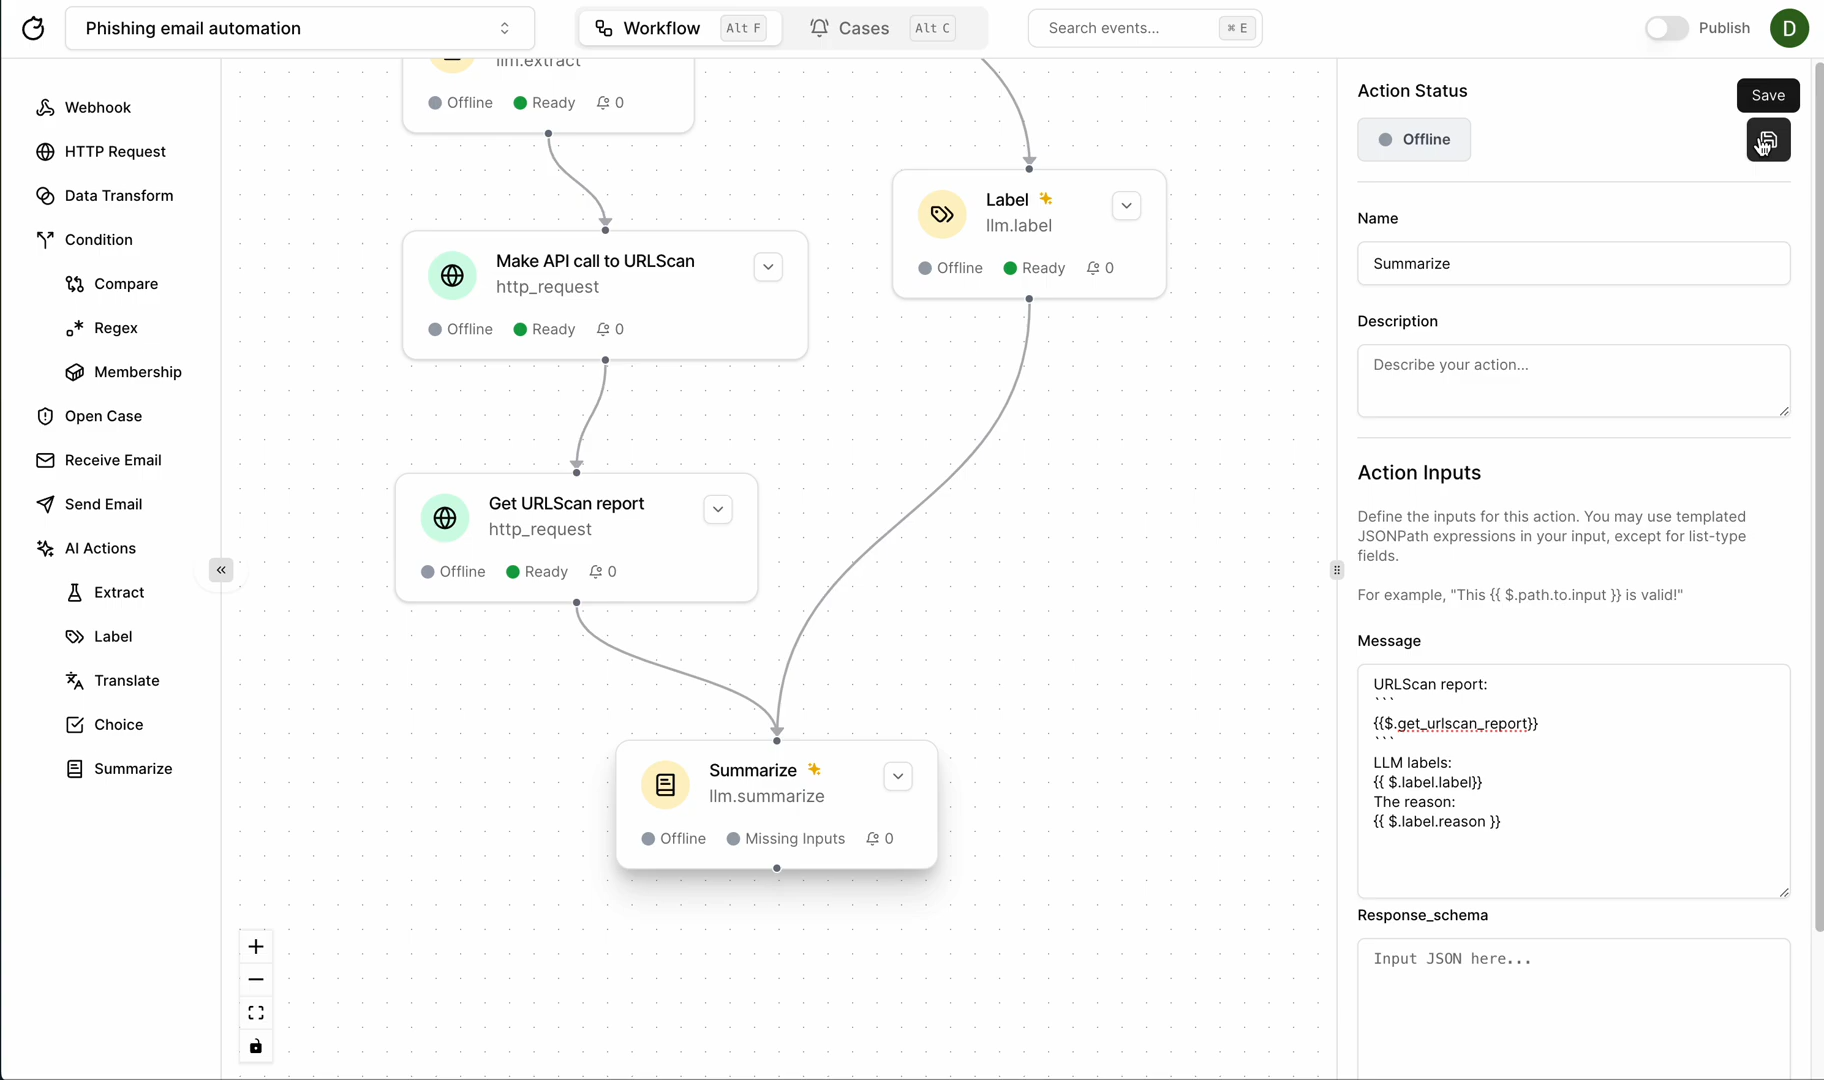 Phishing email automation
Workflow
Alt F
Cases
Alt C
Search events...
⌘ E
Publish
D
Webhook
HTTP Request
Data Transform
Condition
Compare
Regex
Membership
Open Case
Receive Email
Send Email
AI Actions
Extract
Label
Translate
Choice
Summarize
llm.extract
Offline Ready 0
Make API call to URLScan
http_request
Offline Ready 0
Get URLScan report
http_request
Offline Ready 0
Label
llm.label
Offline Ready 0
Summarize
llm.summarize
Offline Missing Inputs 0
Action Status
Save
Offline
Name
Summarize
Description
Describe your action...
Action Inputs
Define the inputs for this action. You may use templated
JSONPath expressions in your input, except for list-type
fields.
For example, "This {{ $.path.to.input }} is valid!"
Message
URLScan report:
```
{{$.get_urlscan_report}}
```
LLM labels:
{{ $.label.label}}
The reason:
{{ $.label.reason }}
Response_schema
Input JSON here...